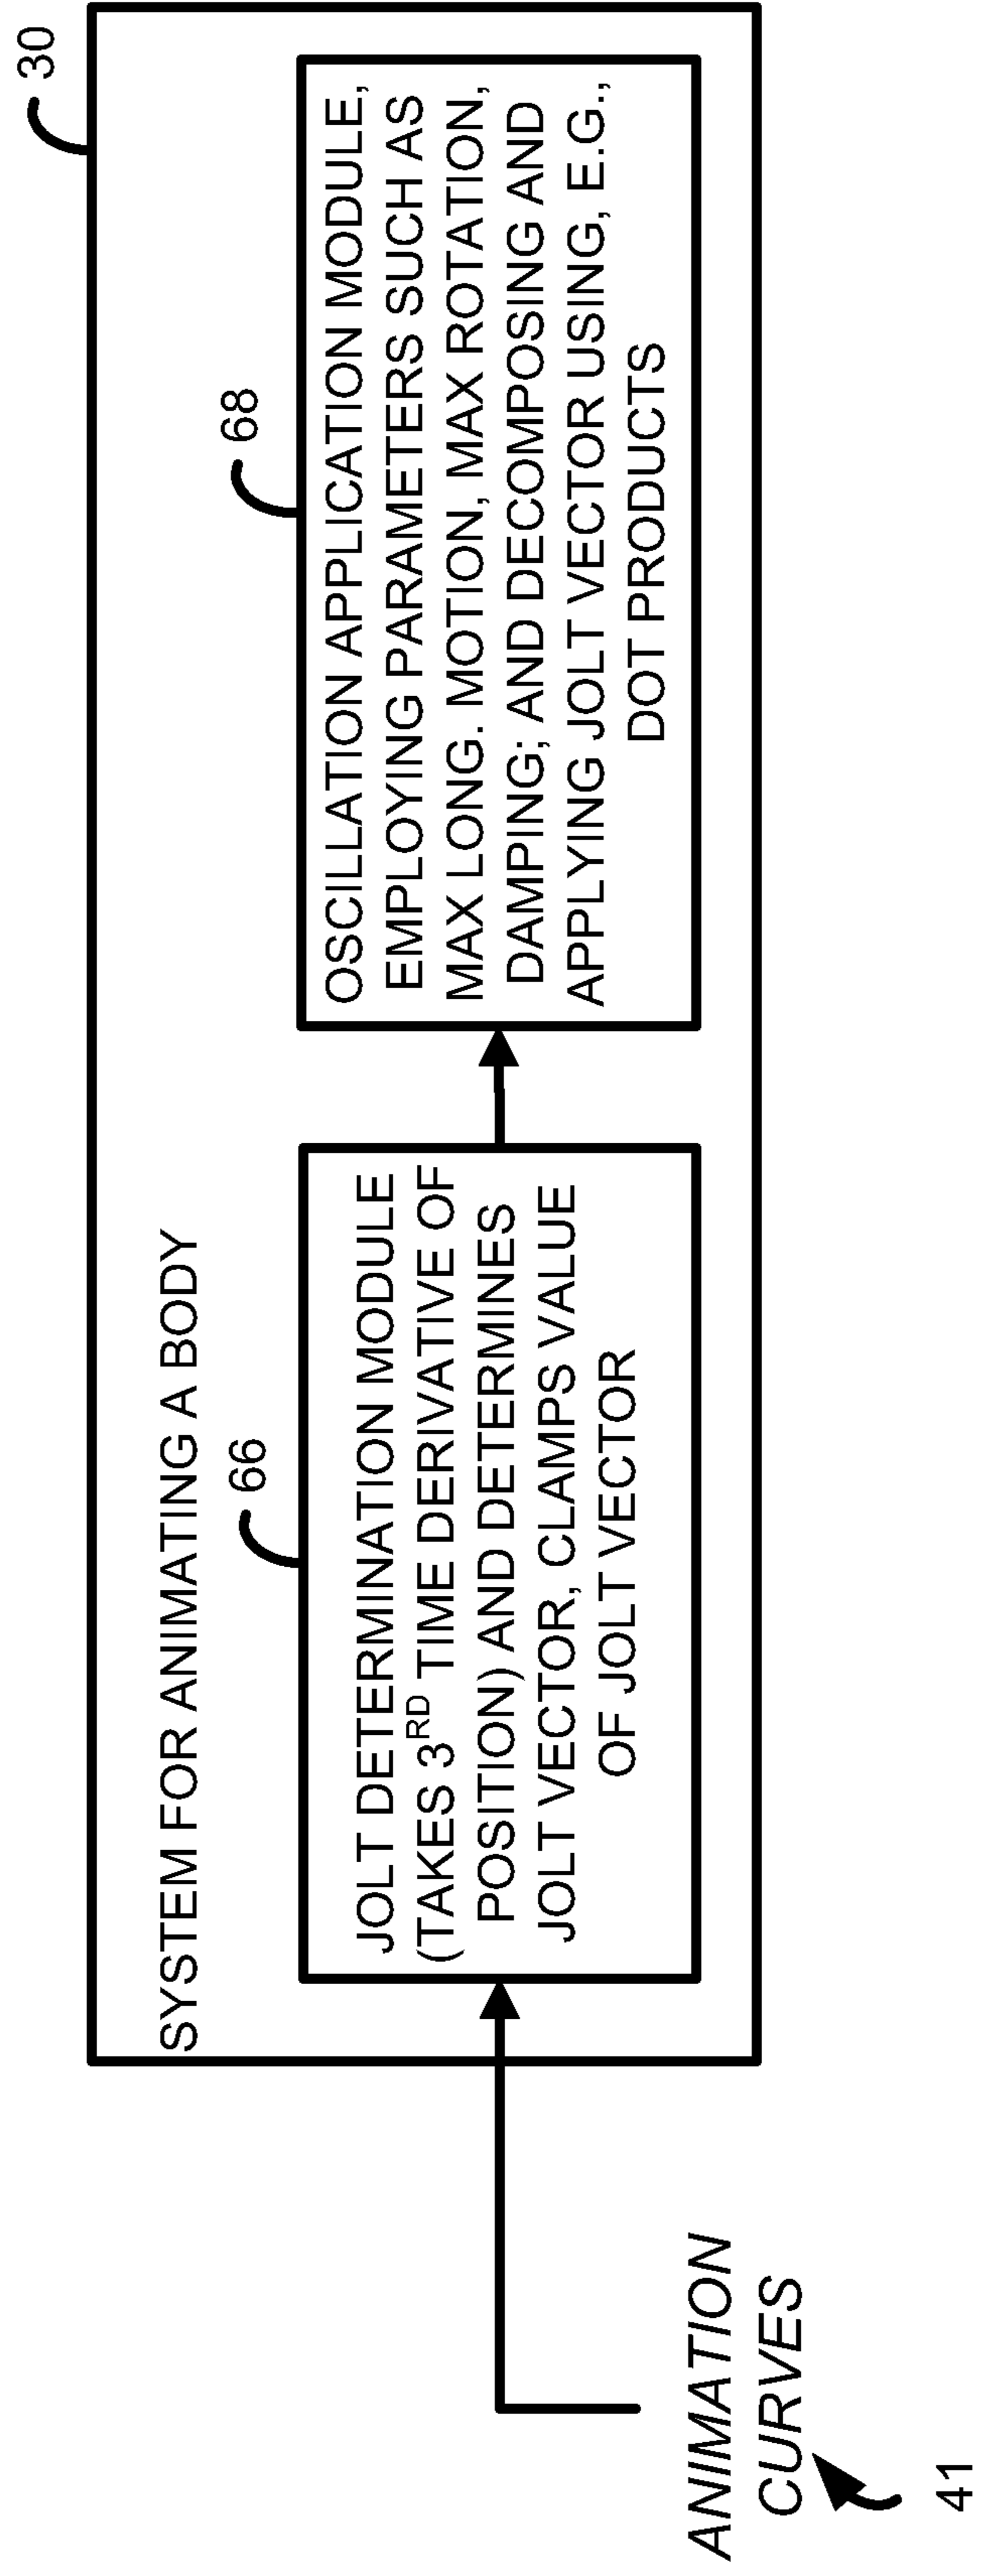 30
SYSTEM FOR ANIMATING A BODY
66
JOLT DETERMINATION MODULE
(TAKES 3RD TIME DERIVATIVE OF
POSITION) AND DETERMINES
JOLT VECTOR, CLAMPS VALUE
OF JOLT VECTOR
68
OSCILLATION APPLICATION MODULE,
EMPLOYING PARAMETERS SUCH AS
MAX LONG. MOTION, MAX ROTATION,
DAMPING; AND DECOMPOSING AND
APPLYING JOLT VECTOR USING, E.G.,
DOT PRODUCTS
ANIMATION
CURVES
41